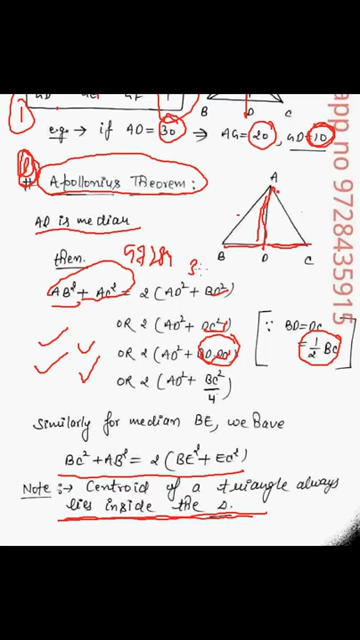 B D C
e.g. → if AD = 30 ⇒ AG = 20, GD = 10
# Apollonius Theorem:
AD is median
A
then
B D C
AB² + AC² = 2 (AD² + BD²)
OR 2 (AD² + DC²)
∵ BD = DC
OR 2 (AD² + BD.DC)
= 1/2 BC
OR 2 (AD² + BC²/4)
Similarly for median BE, we have
BC² + AB² = 2 (BE² + EC²)
Note :→ Centroid of a triangle always
lies inside the Δ.
app no 9728435915